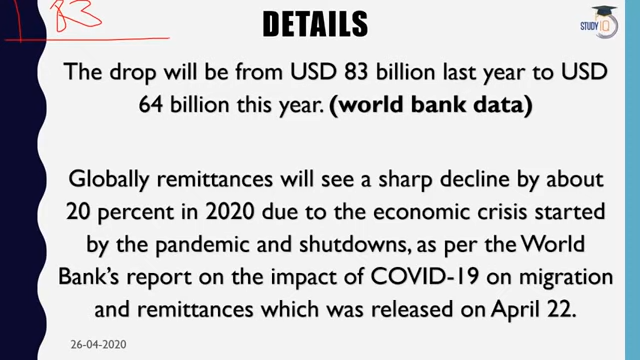 83
DETAILS
STUDY IQ
The drop will be from USD 83 billion last year to USD
64 billion this year. (world bank data)
Globally remittances will see a sharp decline by about
20 percent in 2020 due to the economic crisis started
by the pandemic and shutdowns, as per the World
Bank's report on the impact of COVID-19 on migration
and remittances which was released on April 22.
26-04-2020